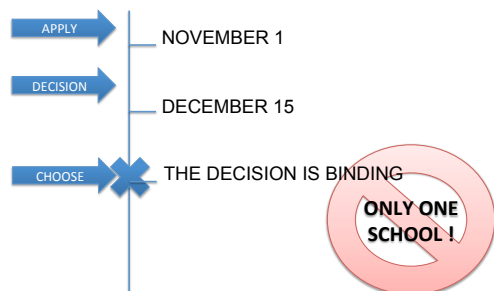 APPLY
NOVEMBER 1
DECISION
DECEMBER 15
CHOOSE
THE DECISION IS BINDING
ONLY ONE
SCHOOL !